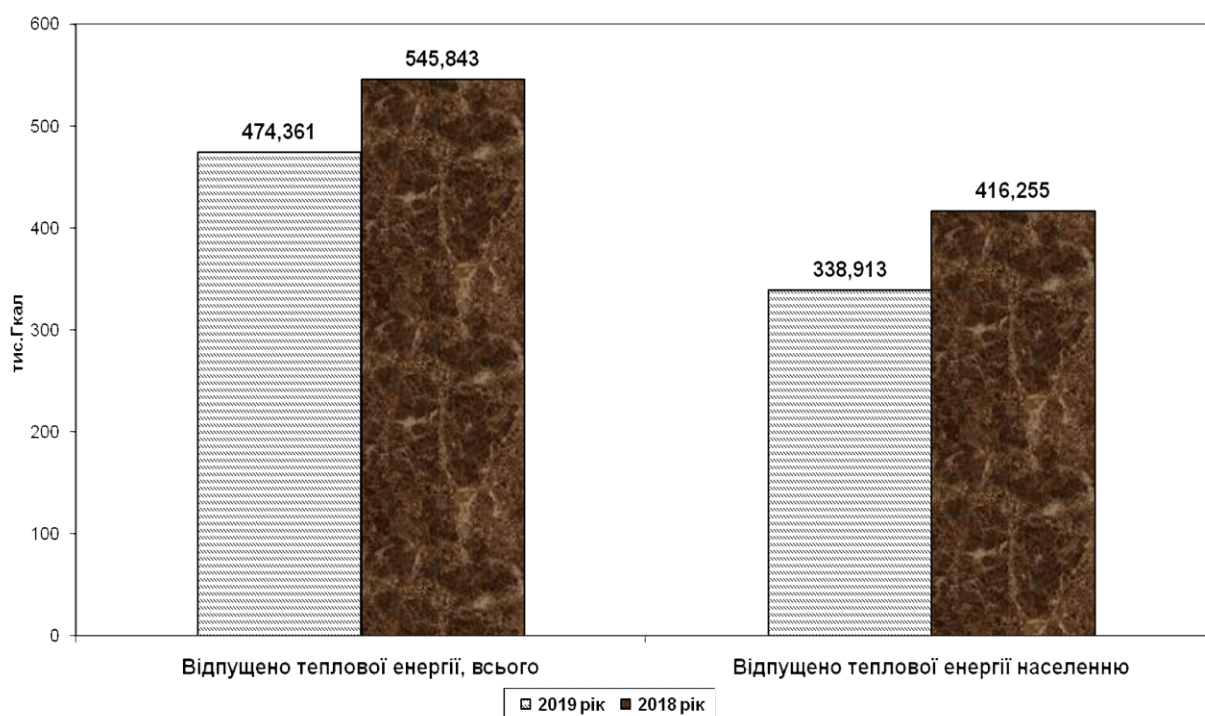 600
500
400
300
200
100
0
тис.Гкал
474,361
545,843
338,913
416,255
Відпущено теплової енергії, всього
Відпущено теплової енергії населенню
2019 рік
2018 рік